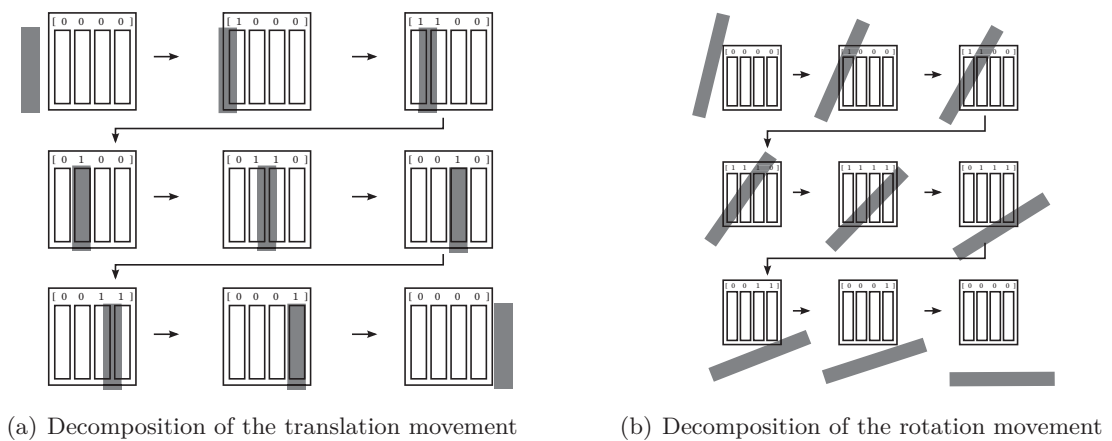 [ 0 0 0 0 ] [ 1 0 0 0 ] [ 1 1 0 0 ]
[ 0 1 0 0 ] [ 0 1 1 0 ] [ 0 0 1 0 ]
[ 0 0 1 1 ] [ 0 0 0 1 ] [ 0 0 0 0 ]
(a) Decomposition of the translation movement
[ 0 0 0 0 ] [ 1 0 0 0 ] [ 1 1 0 0 ]
[ 1 1 1 0 ] [ 1 1 1 1 ] [ 0 1 1 1 ]
[ 0 0 1 1 ] [ 0 0 0 1 ] [ 0 0 0 0 ]
(b) Decomposition of the rotation movement